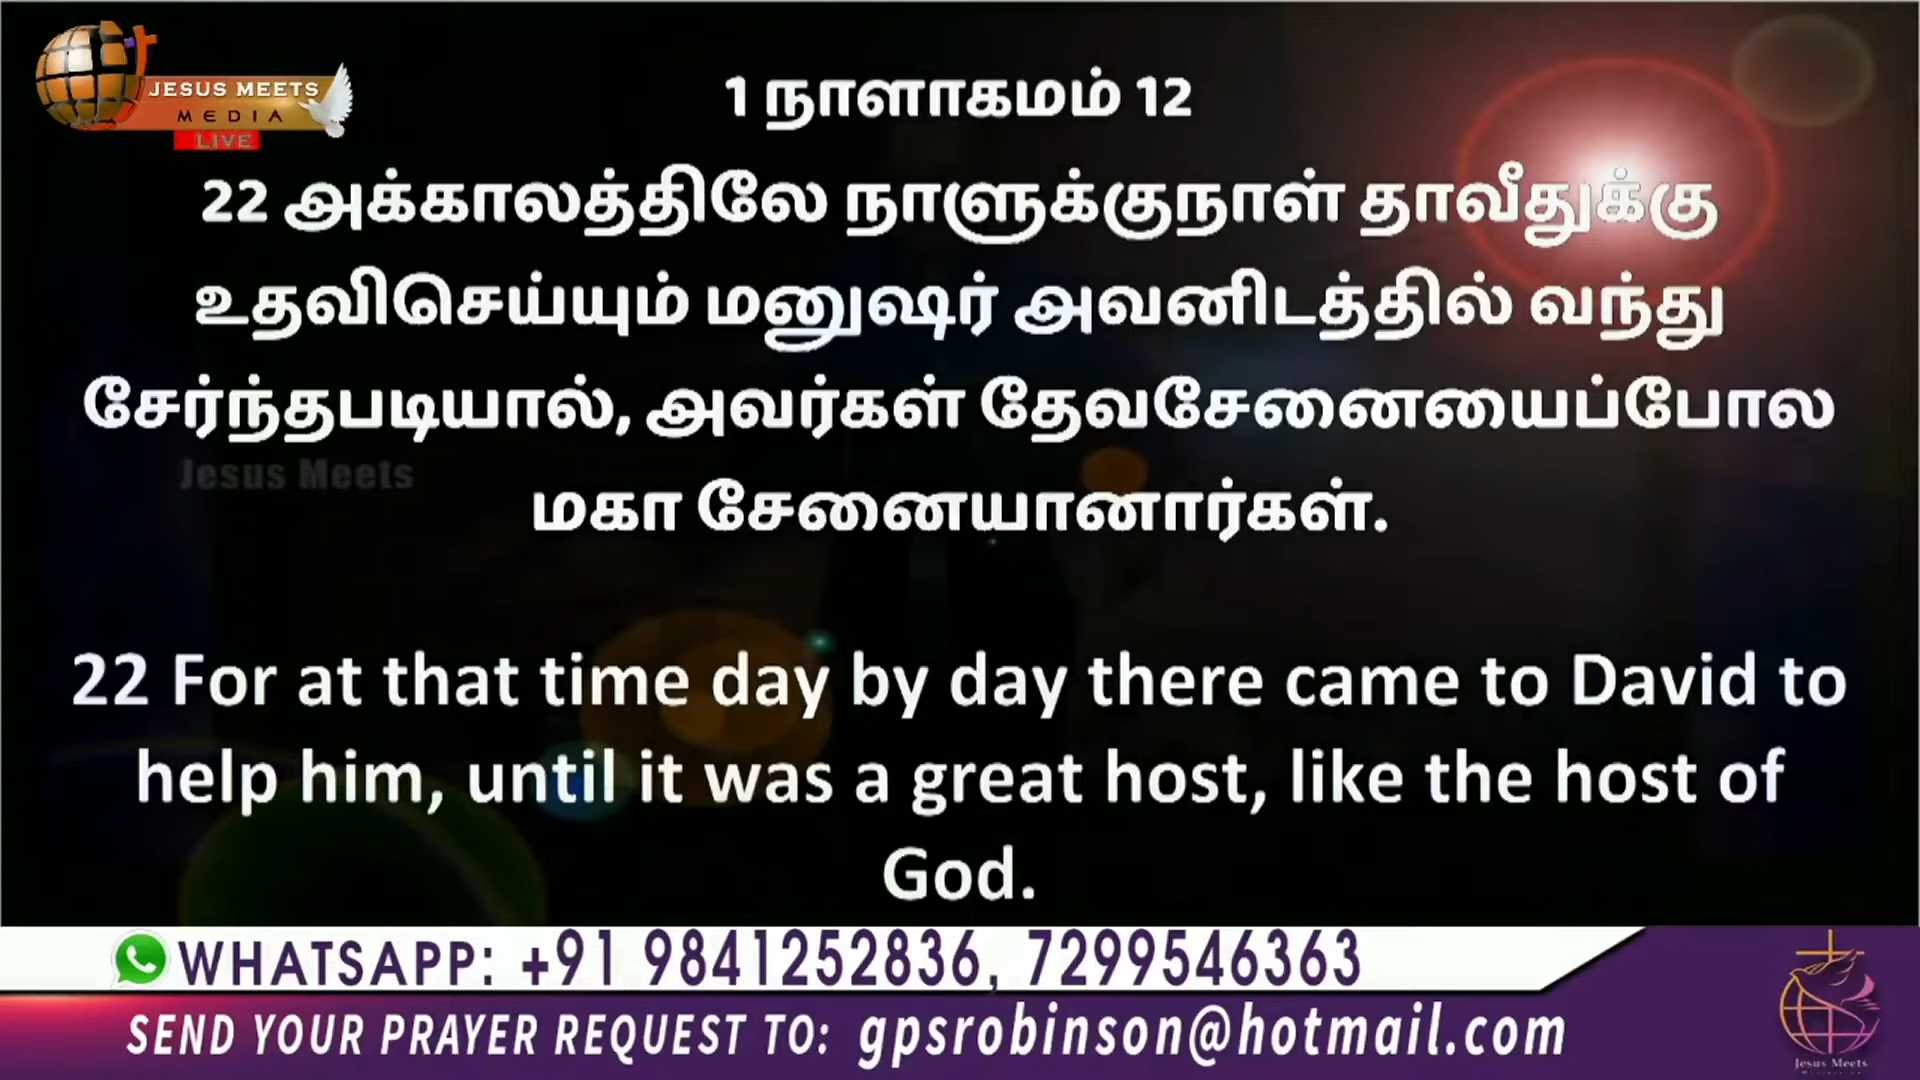 JESUS MEETS
MEDIA
LIVE
1 நாளாகமம் 12
22 அக்காலத்திலே நாளுக்குநாள் தாவீதுக்கு
உதவிசெய்யும் மனுஷர் அவனிடத்தில் வந்து
சேர்ந்தபடியால், அவர்கள் தேவசேனையைப்போல
Jesus Meets
மகா சேனையானார்கள்.
22 For at that time day by day there came to David to
help him, until it was a great host, like the host of
God.
WHATSAPP: +91 9841252836, 7299546363
SEND YOUR PRAYER REQUEST TO: gpsrobinson@hotmail.com
Jesus Meets